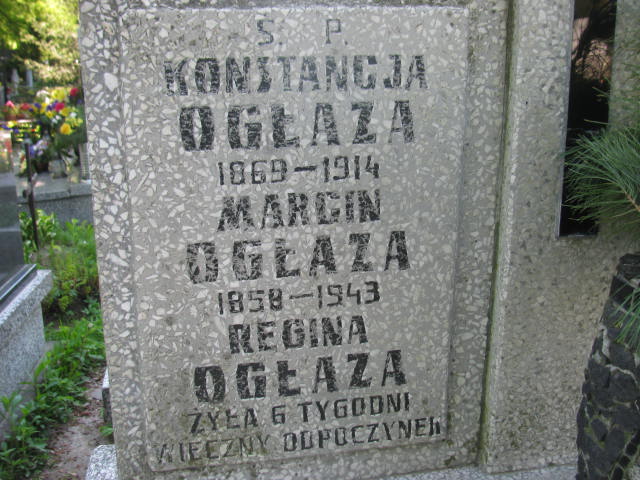 S. P.
KONSTANCJA
OGŁAZA
1869-1914
MARCIN
OGŁAZA
1858-1943
REGINA
OGŁAZA
ŻYŁA 6 TYGODNI
WIECZNY ODPOCZYNEK